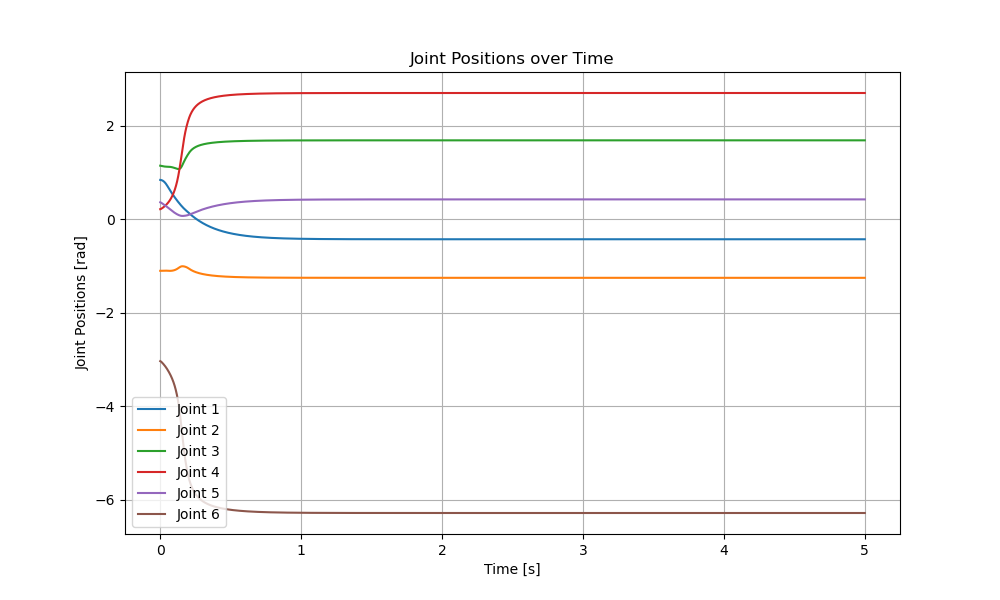 Joint Positions over Time
Joint Positions [rad]
2
0
−2
−4
−6
Joint 1
Joint 2
Joint 3
Joint 4
Joint 5
Joint 6
0 1 2 3 4 5
Time [s]